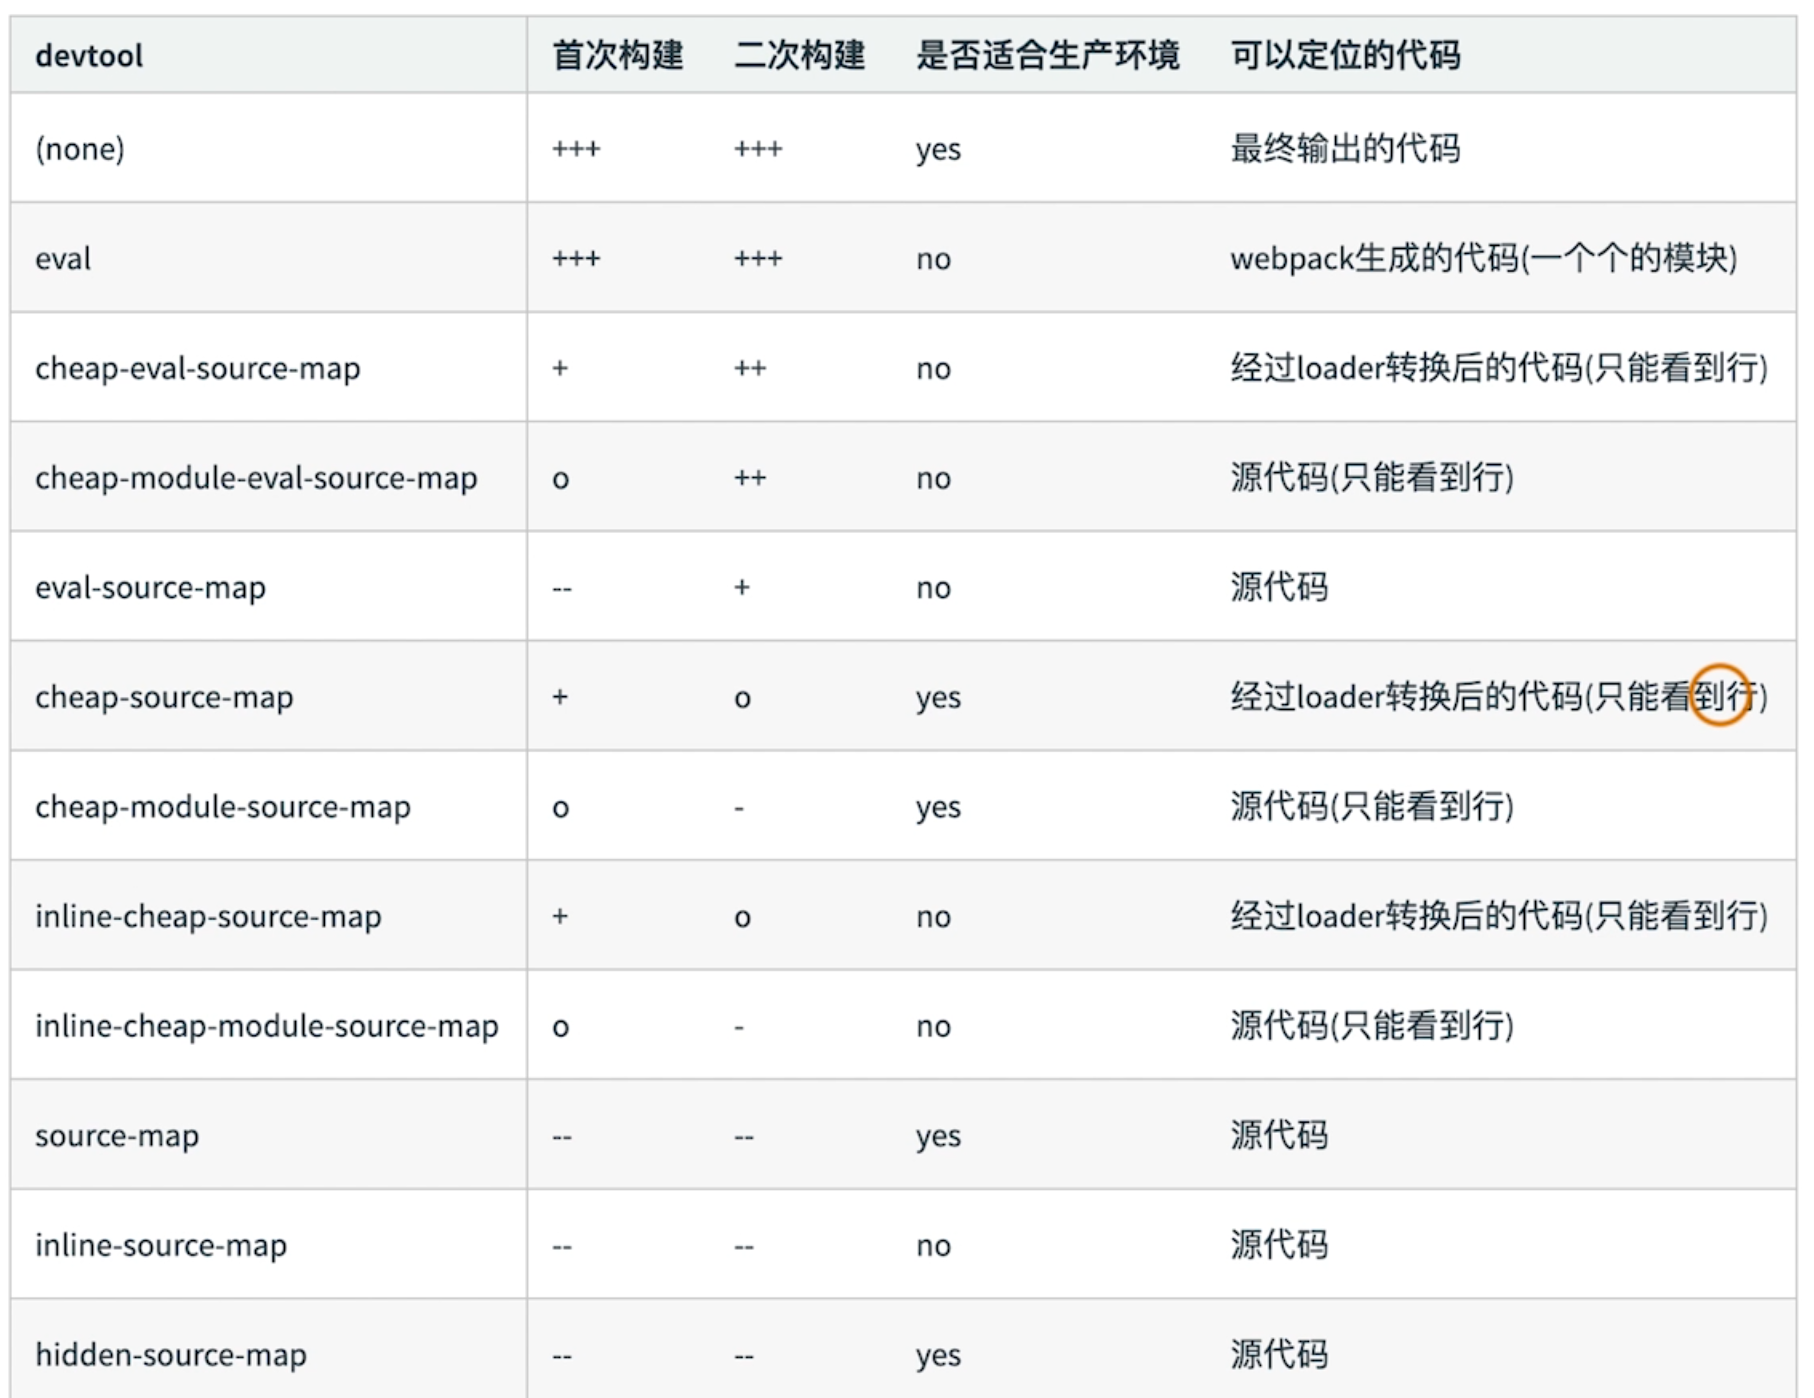 devtool 首次构建 二次构建 是否适合生产环境 可以定位的代码
(none) +++ +++ yes 最终输出的代码
eval +++ +++ no webpack生成的代码(一个个的模块)
cheap-eval-source-map + ++ no 经过loader转换后的代码(只能看到行)
cheap-module-eval-source-map o ++ no 源代码(只能看到行)
eval-source-map -- + no 源代码
cheap-source-map + o yes 经过loader转换后的代码(只能看到行)
cheap-module-source-map o - yes 源代码(只能看到行)
inline-cheap-source-map + o no 经过loader转换后的代码(只能看到行)
inline-cheap-module-source-map o - no 源代码(只能看到行)
source-map -- -- yes 源代码
inline-source-map -- -- no 源代码
hidden-source-map -- -- yes 源代码